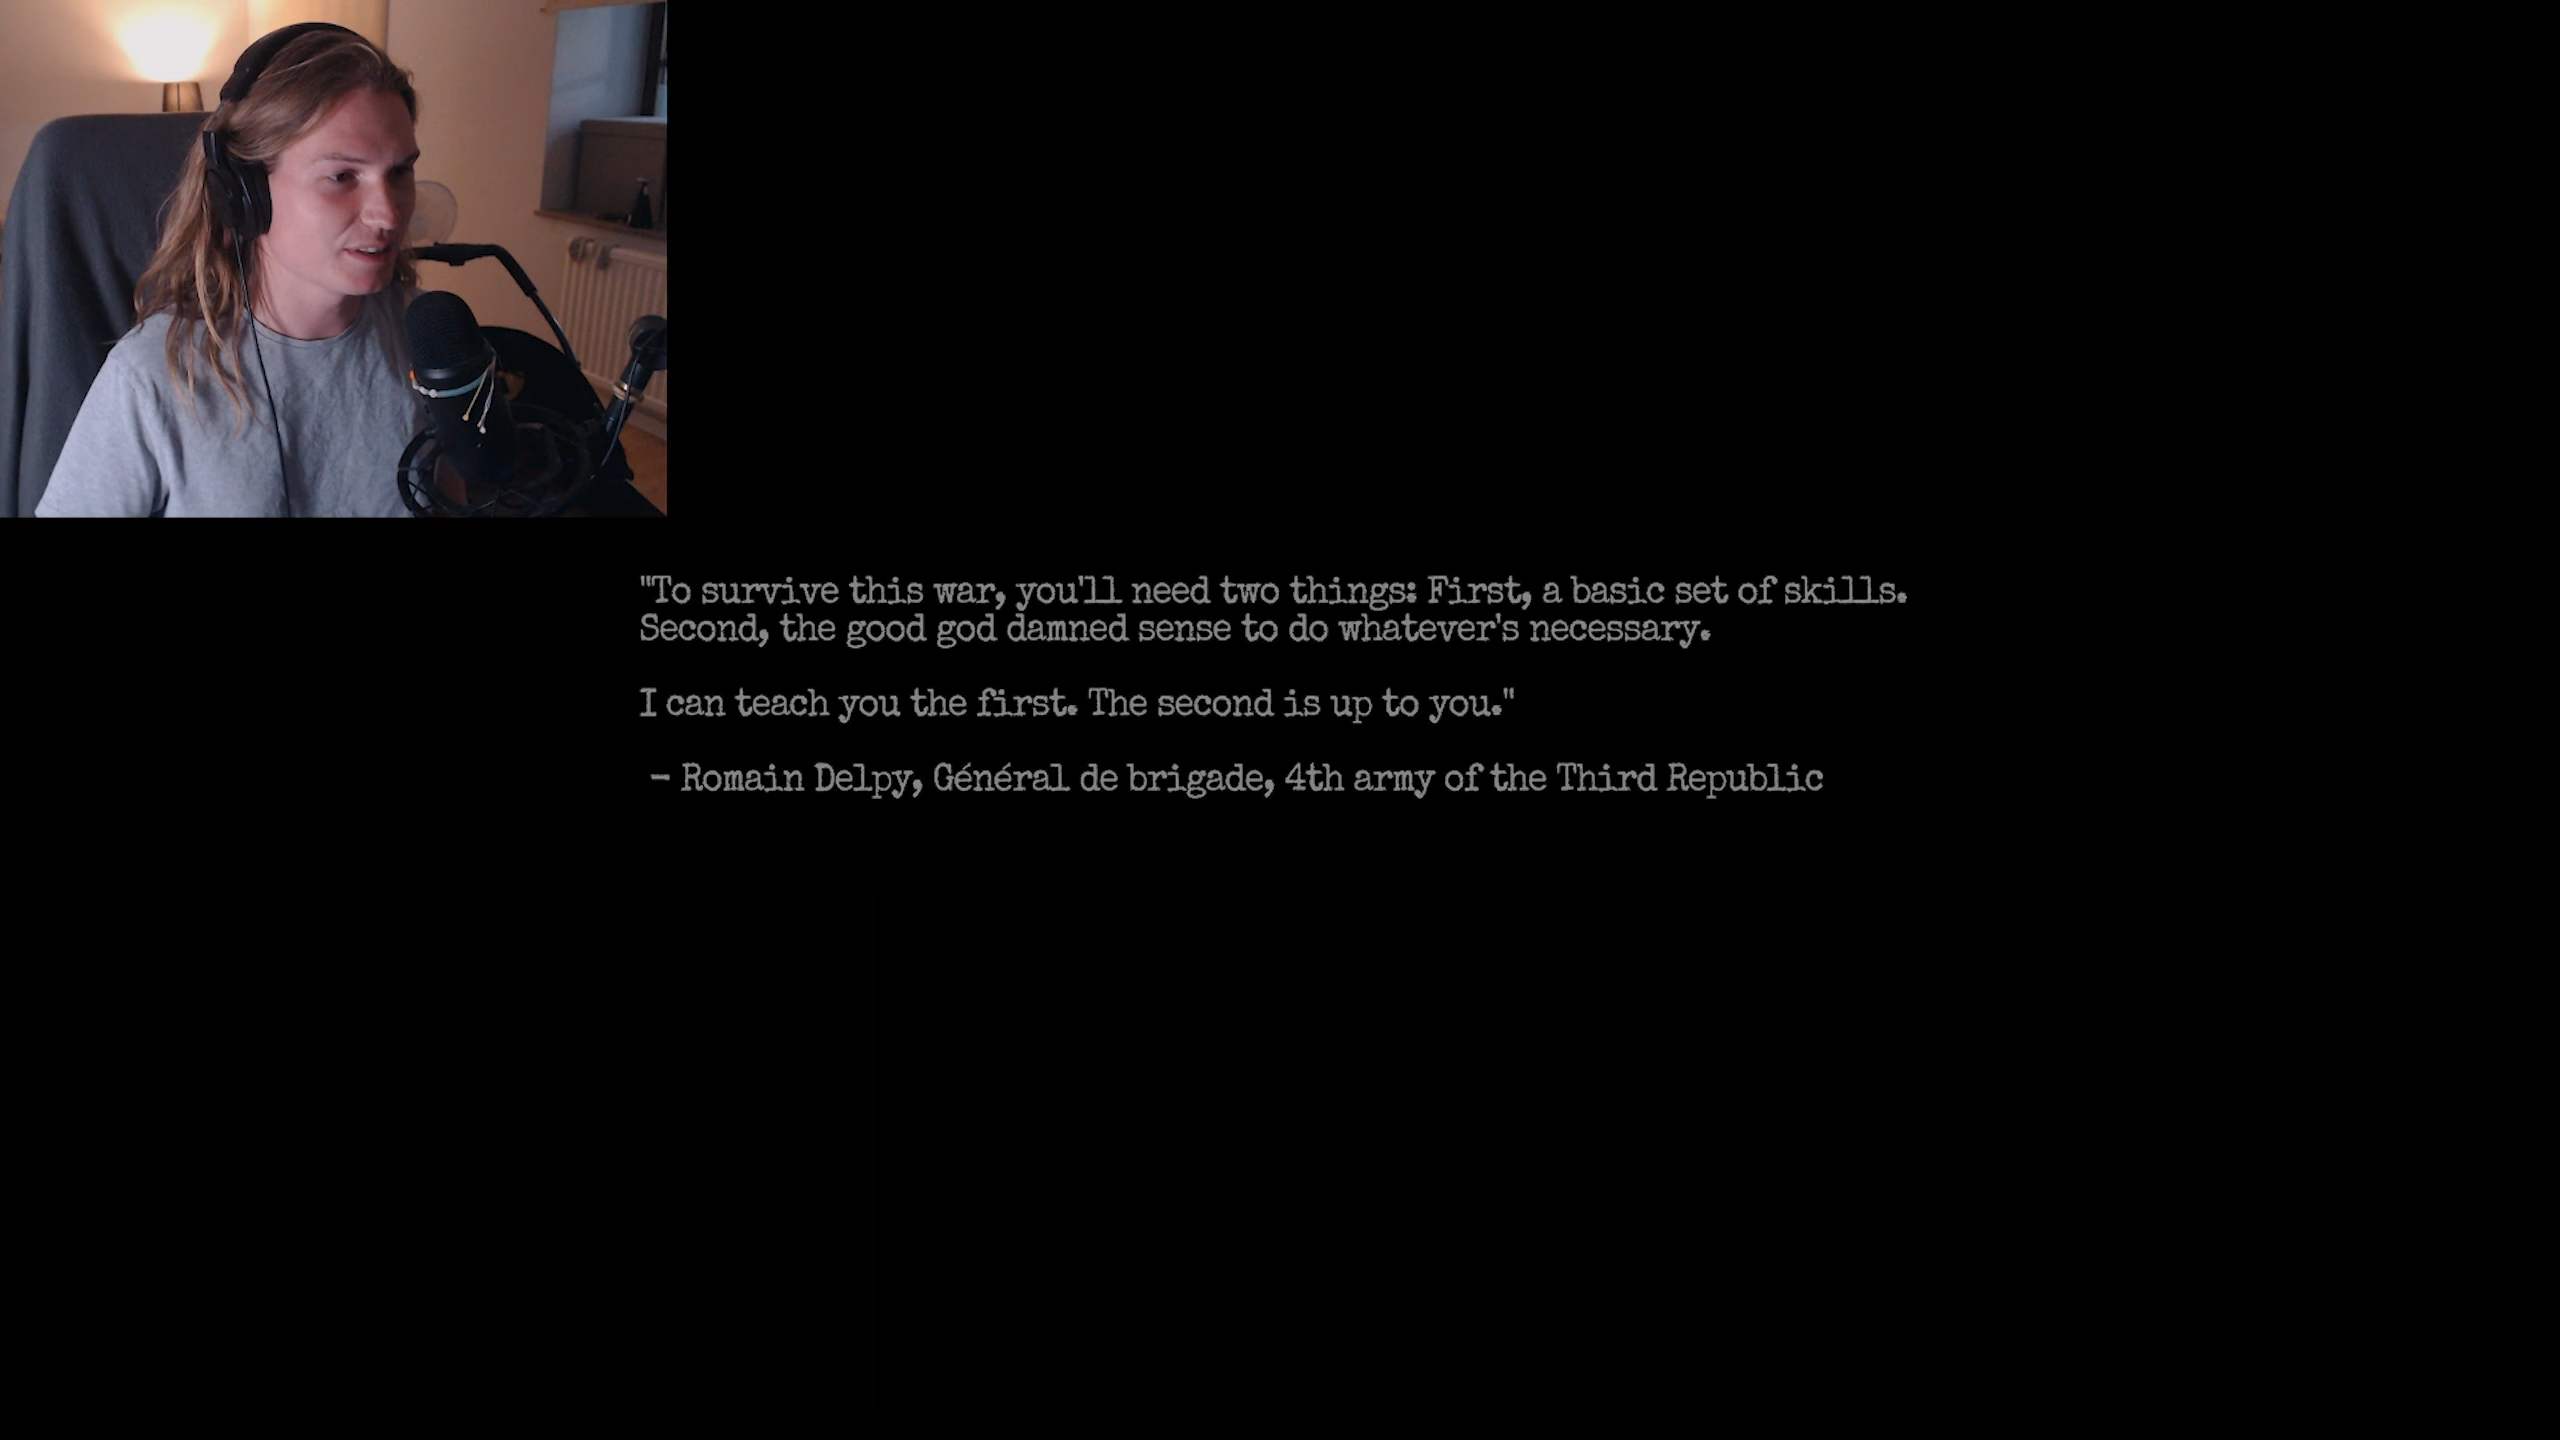 "To survive this war, you'll need two things: First, a basic set of skills.
Second, the good god damned sense to do whatever's necessary.
I can teach you the first. The second is up to you."
– Romain Delpy, Général de brigade, 4th army of the Third Republic